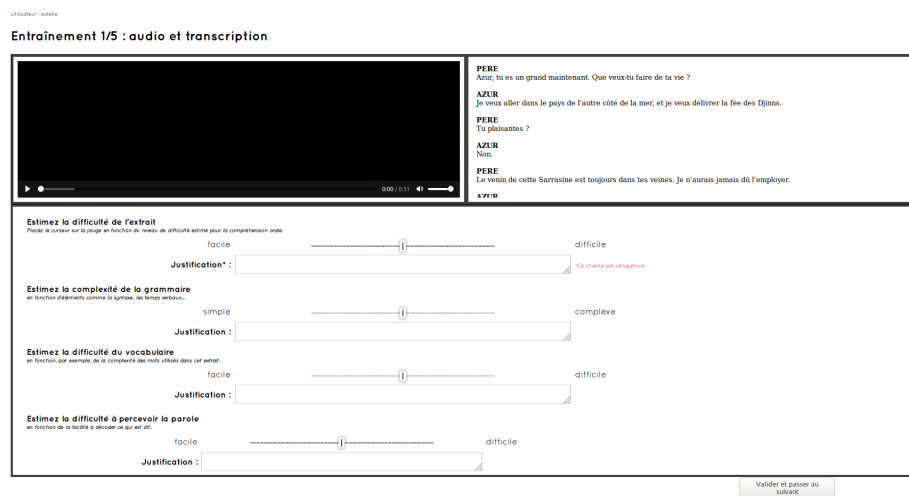 Utilisateur : estelle
Entraînement 1/5 : audio et transcription
PERE
Azur, tu es un grand maintenant. Que veux-tu faire de ta vie ?
AZUR
Je veux aller dans le pays de l'autre côté de la mer, et je veux délivrer la fée des Djinns.
PERE
Tu plaisantes ?
AZUR
Non.
PERE
Le venin de cette Sarrasine est toujours dans tes veines. Je n'aurais jamais dû l'employer.
AZUR
0:00 / 0:31
Estimez la difficulté de l'extrait
Placez le curseur sur la jauge en fonction du niveau de difficulté estimé pour la compréhension orale.
facile difficile
Justification* : *Ce champ est obligatoire
Estimez la complexité de la grammaire
en fonction d'éléments comme la syntaxe, les temps verbaux...
simple complexe
Justification :
Estimez la difficulté du vocabulaire
en fonction, par exemple, de la complexité des mots utilisés dans cet extrait.
facile difficile
Justification :
Estimez la difficulté à percevoir la parole
en fonction de la facilité à décoder ce qui est dit.
facile difficile
Justification :
Valider et passer au
suivant